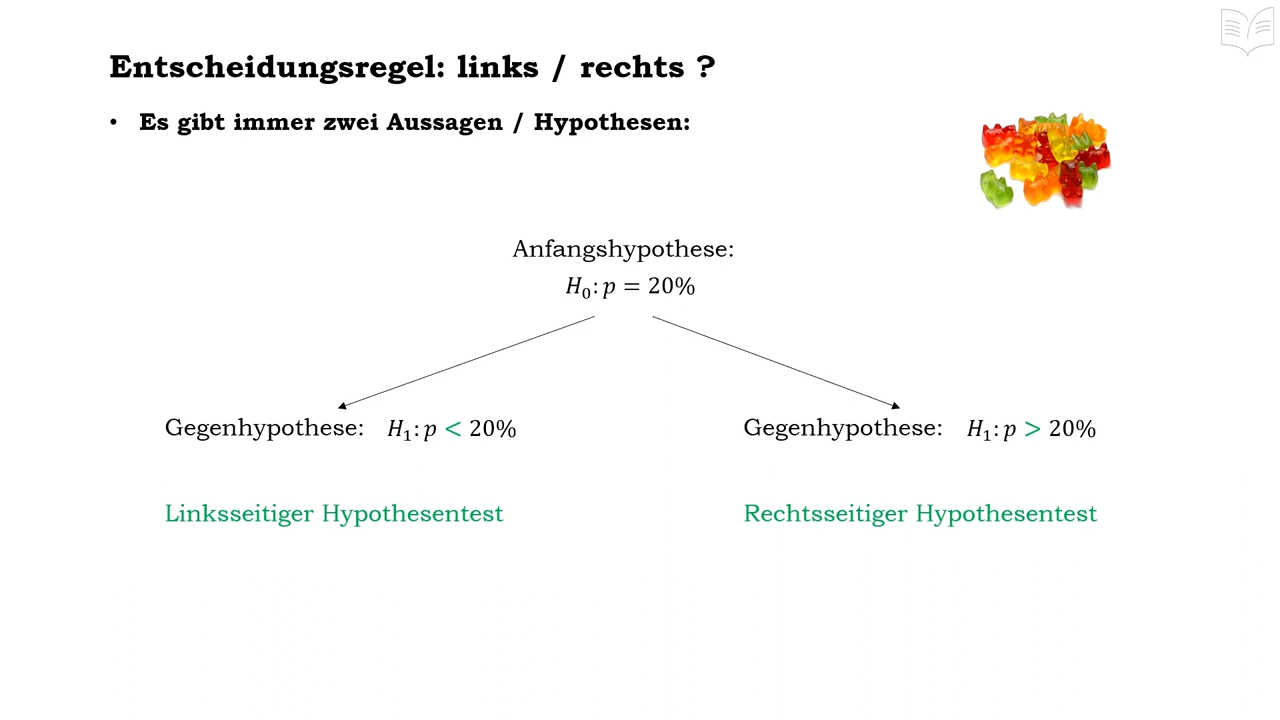 Entscheidungsregel: links / rechts ?
• Es gibt immer zwei Aussagen / Hypothesen:
Anfangshypothese:
H₀: p = 20%
Gegenhypothese: H₁: p < 20%
Gegenhypothese: H₁: p > 20%
Linksseitiger Hypothesentest
Rechtsseitiger Hypothesentest